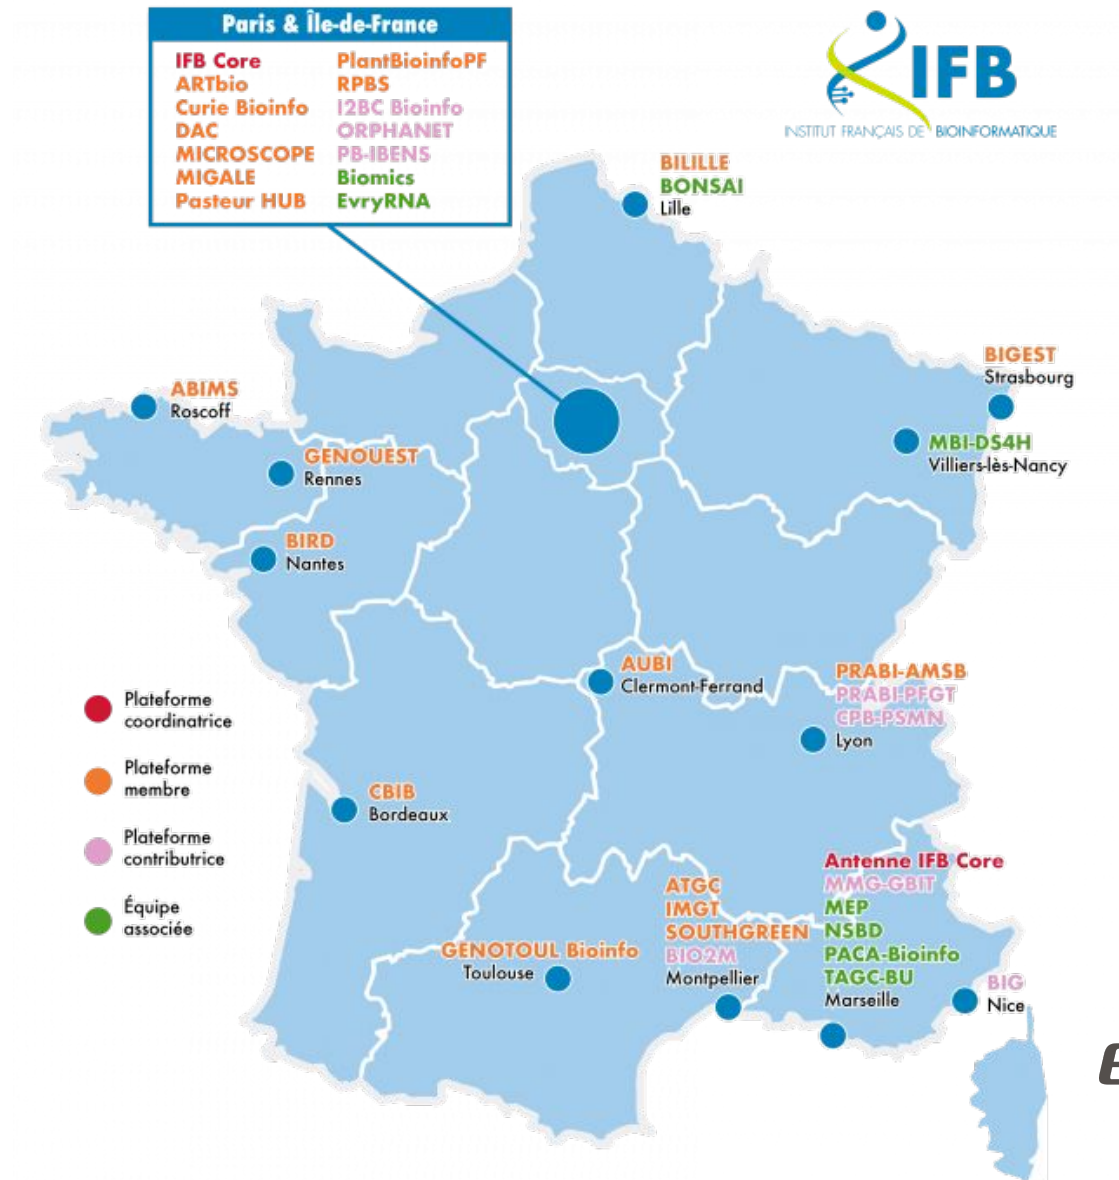 Paris & Île-de-France
IFB Core
ARTbio
Curie Bioinfo
DAC
MICROSCOPE
MIGALE
Pasteur HUB
PlantBioinfoPF
RPBS
I2BC Bioinfo
ORPHANET
PB-IBENS
Biomics
EvryRNA
IFB
INSTITUT FRANÇAIS DE BIOINFORMATIQUE
BILILLE
BONSAI
Lille
BIGEST
Strasbourg
ABIMS
Roscoff
MBI-DS4H
Villiers-lès-Nancy
GENOUEST
Rennes
BIRD
Nantes
AUBI
Clermont-Ferrand
PRABI-AMSB
PRABI-PFGT
CPB-PSMN
Lyon
Plateforme
coordinatrice
Plateforme
membre
Plateforme
contributrice
Équipe
associée
CBIB
Bordeaux
GENOTOUL Bioinfo
Toulouse
ATGC
IMGT
SOUTHGREEN
BIO2M
Montpellier
Antenne IFB Core
MMG-GBIT
MEP
NSBD
PACA-Bioinfo
TAGC-BU
Marseille
BIG
Nice